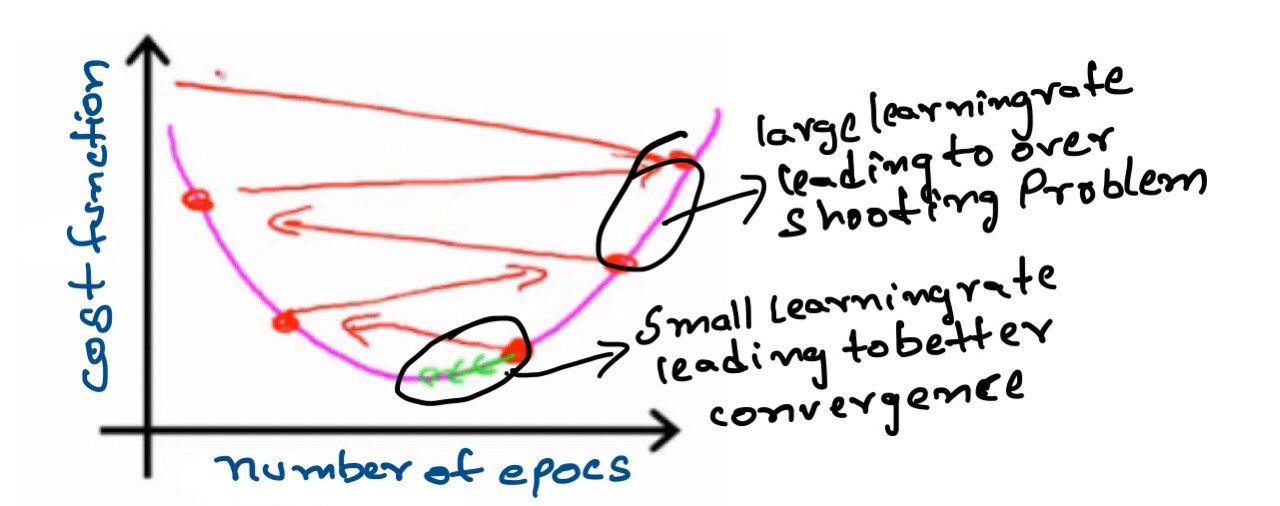 cost function
large learningrate
leading to over
shooting Problem
small learningrate
leading tobetter
convergence
number of epocs